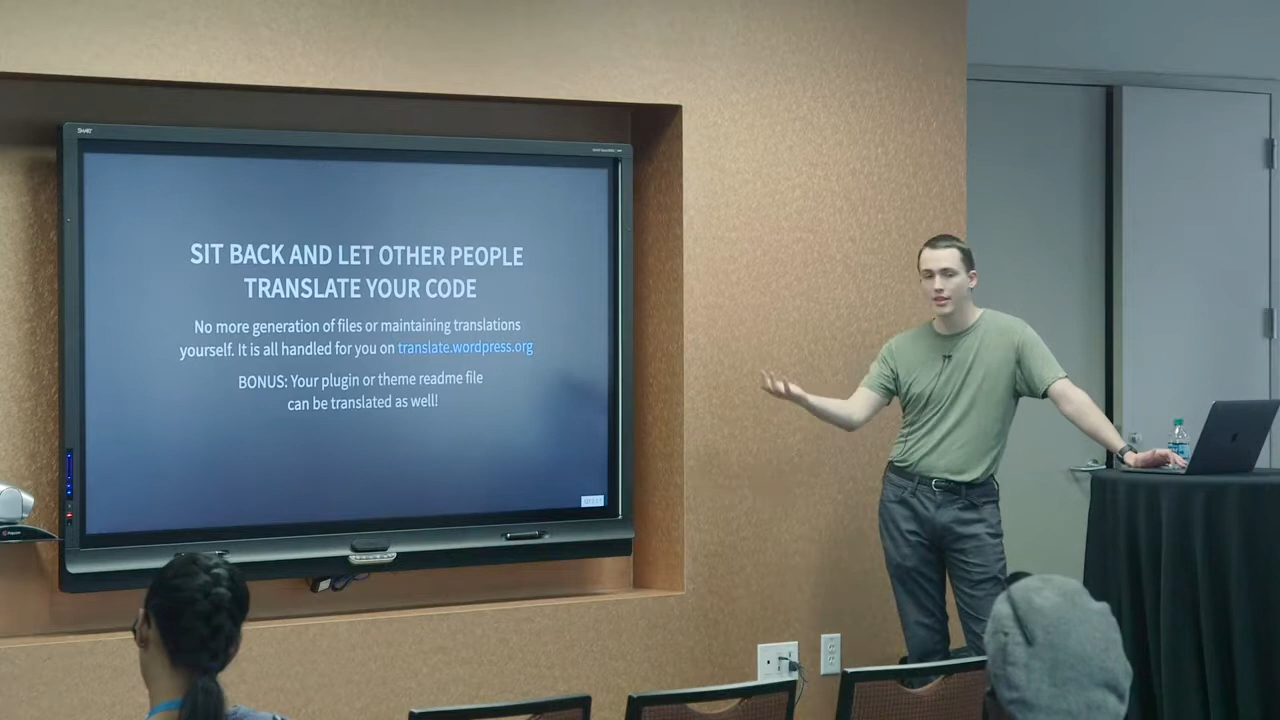 SMART
SIT BACK AND LET OTHER PEOPLE
TRANSLATE YOUR CODE
No more generation of files or maintaining translations
yourself. It is all handled for you on translate.wordpress.org
BONUS: Your plugin or theme readme file
can be translated as well!